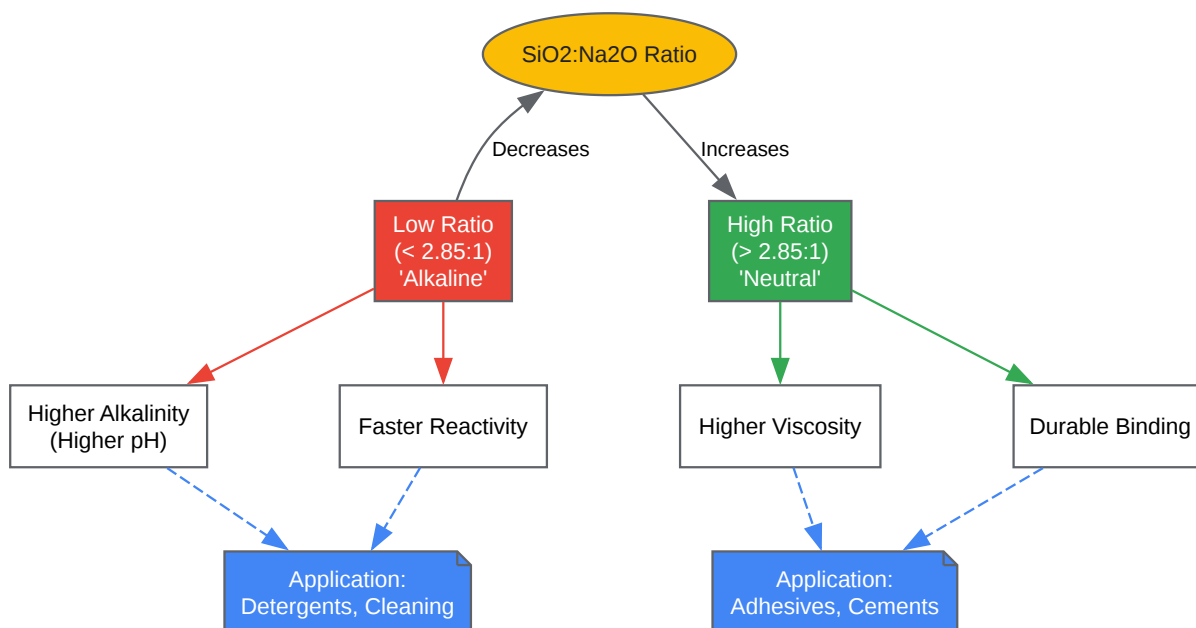 SiO2:Na2O Ratio
Decreases
Increases
Low Ratio
(< 2.85:1)
'Alkaline'
High Ratio
(> 2.85:1)
'Neutral'
Higher Alkalinity
(Higher pH)
Faster Reactivity
Higher Viscosity
Durable Binding
Application:
Detergents, Cleaning
Application:
Adhesives, Cements